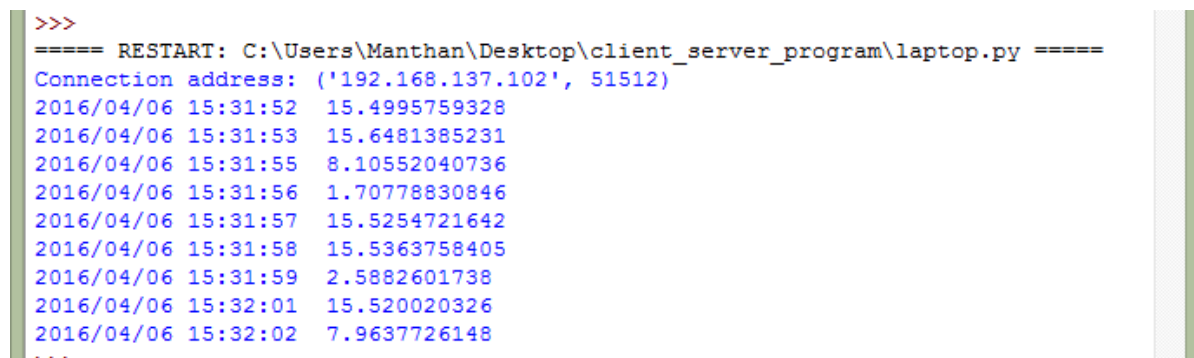 >>>
===== RESTART: C:\Users\Manthan\Desktop\client_server_program\laptop.py =====
Connection address: ('192.168.137.102', 51512)
2016/04/06 15:31:52  15.4995759328
2016/04/06 15:31:53  15.6481385231
2016/04/06 15:31:55  8.10552040736
2016/04/06 15:31:56  1.70778830846
2016/04/06 15:31:57  15.5254721642
2016/04/06 15:31:58  15.5363758405
2016/04/06 15:31:59  2.5882601738
2016/04/06 15:32:01  15.520020326
2016/04/06 15:32:02  7.9637726148